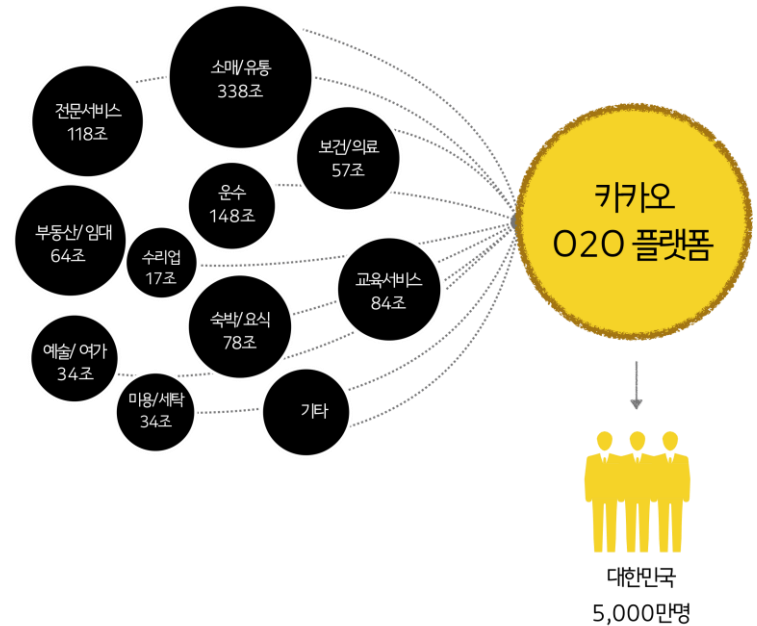 소매/유통
338조
전문서비스
118조
보건/의료
57조
운수
148조
부동산/임대
64조
수리업
17조
교육서비스
84조
숙박/요식
78조
예술/여가
34조
미용/세탁
34조
기타
카카오
O2O 플랫폼
대한민국
5,000만명